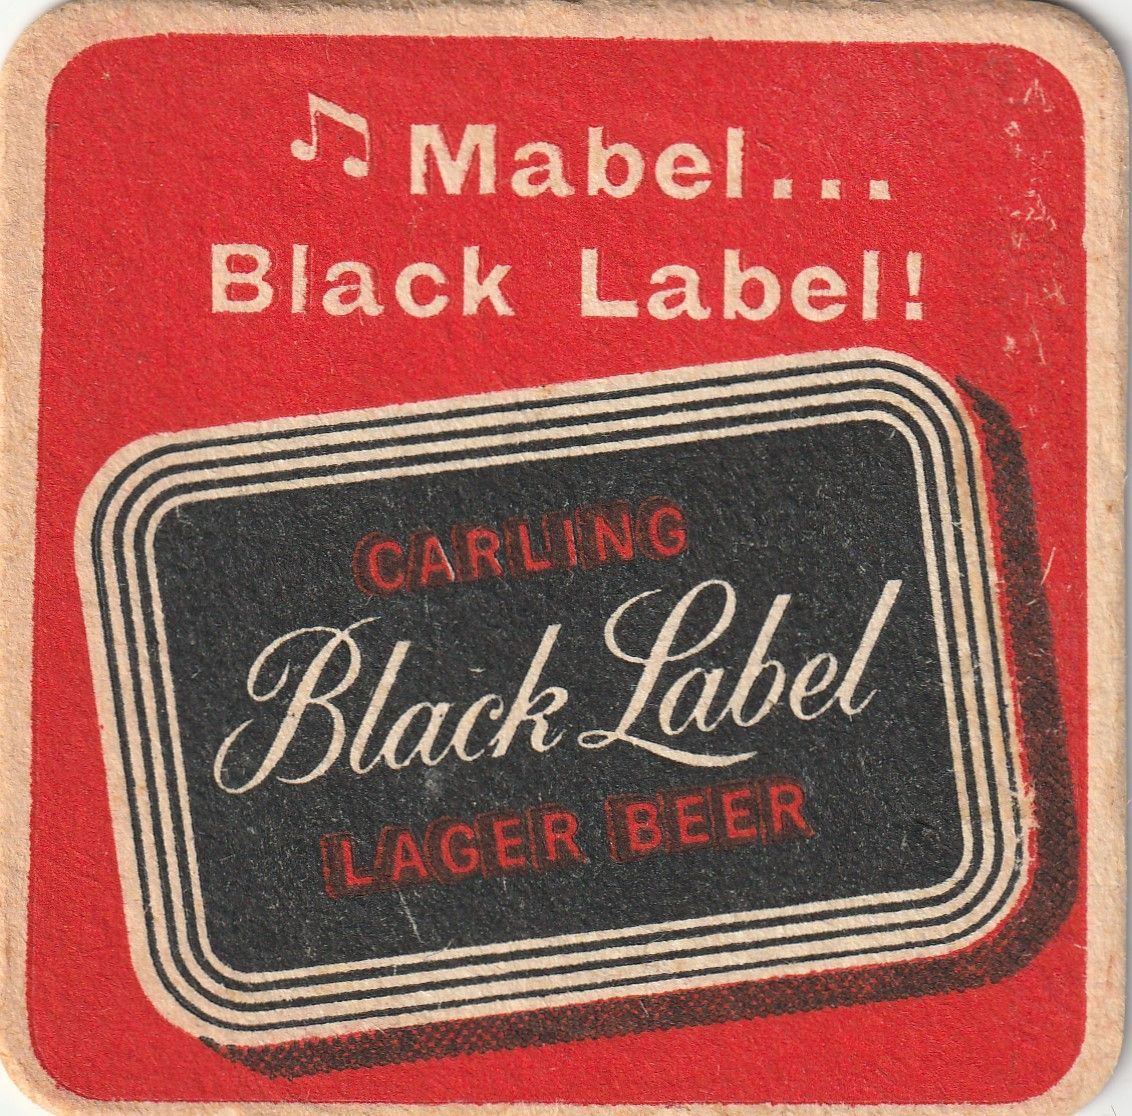 ♫ Mabel...
Black Label!
CARLING
Black Label
LAGER BEER